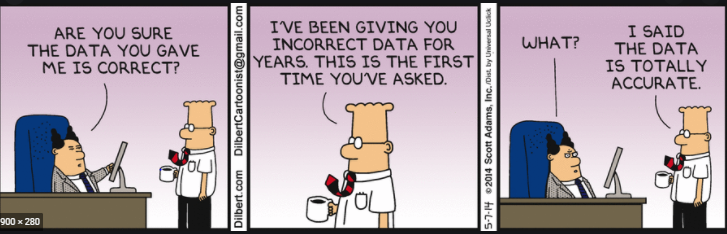 ARE YOU SURE
THE DATA YOU GAVE
ME IS CORRECT?
900 × 280
Dilbert.com DilbertCartoonist@gmail.com
I'VE BEEN GIVING YOU
INCORRECT DATA FOR
YEARS. THIS IS THE FIRST
TIME YOU'VE ASKED.
5-7-14 ©2014 Scott Adams, Inc. /Dist. by Universal Uclick
WHAT?
I SAID
THE DATA
IS TOTALLY
ACCURATE.